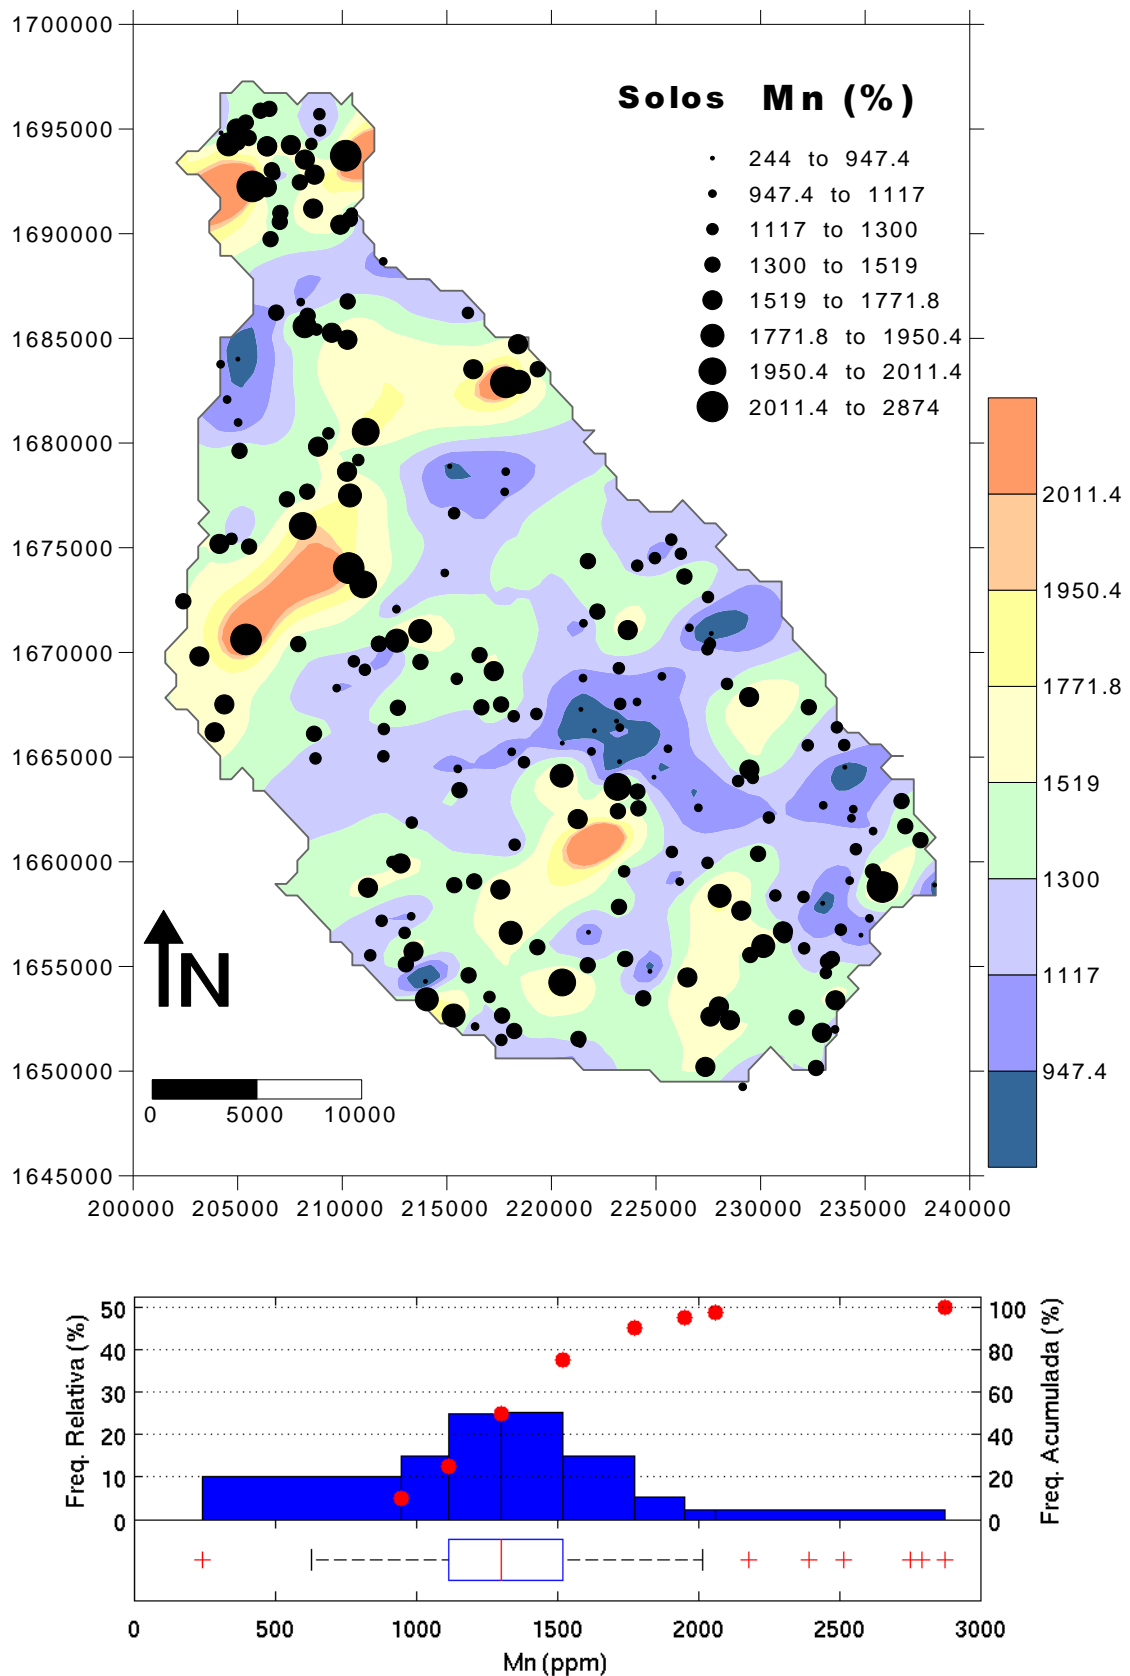 1700000
Solos Mn (%)
1695000
244 to 947.4
947.4 to 1117
1690000
1117 to 1300
1300 to 1519
1519 to 1771.8
1685000
1771.8 to 1950.4
1950.4 to 2011.4
2011.4 to 2874
1680000
2011.4
1675000
1950.4
1670000
1771.8
1665000
1519
1660000
1300
1655000
N
1117
1650000
947.4
0 5000 10000
1645000
200000 205000 210000 215000 220000 225000 230000 235000 240000
Freq. Relativa (%)
50 100
40 80
30 60
20 40
10 20
0 0
Freq. Acumulada (%)
0 500 1000 1500 2000 2500 3000
Mn (ppm)